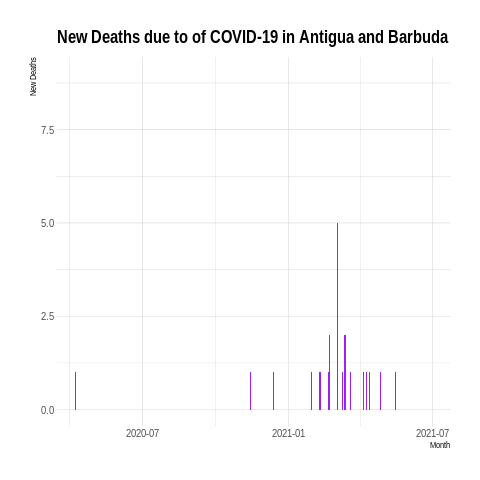 New Deaths due to of COVID-19 in Antigua and Barbuda
New Deaths
7.5
5.0
2.5
0.0
2020-07
2021-01
2021-07
Month